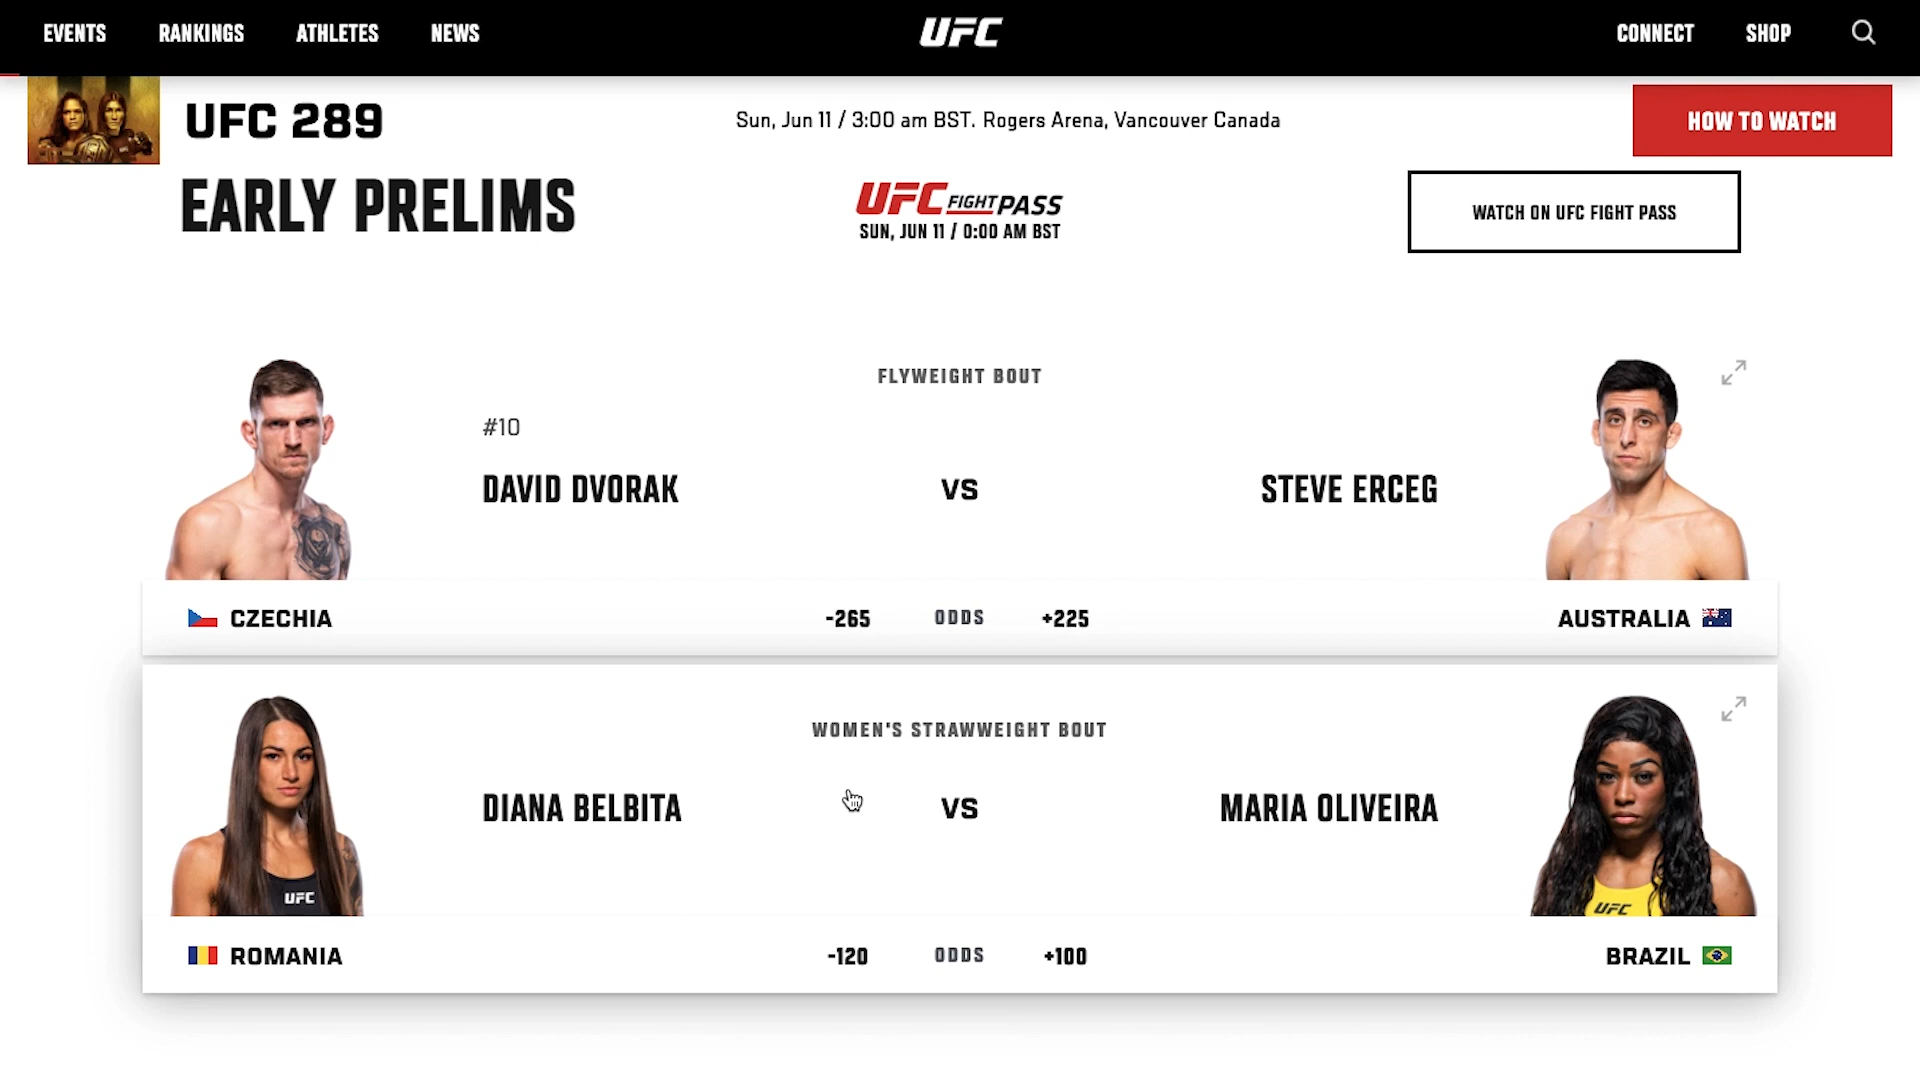 EVENTS RANKINGS ATHLETES NEWS UFC CONNECT SHOP
UFC 289 Sun, Jun 11 / 3:00 am BST. Rogers Arena, Vancouver Canada HOW TO WATCH
EARLY PRELIMS UFC FIGHT PASS WATCH ON UFC FIGHT PASS
SUN, JUN 11 / 0:00 AM BST
FLYWEIGHT BOUT
#10
DAVID DVORAK VS STEVE ERCEG
CZECHIA -265 ODDS +225 AUSTRALIA
WOMEN'S STRAWWEIGHT BOUT
DIANA BELBITA VS MARIA OLIVEIRA
UFC UFC
ROMANIA -120 ODDS +100 BRAZIL